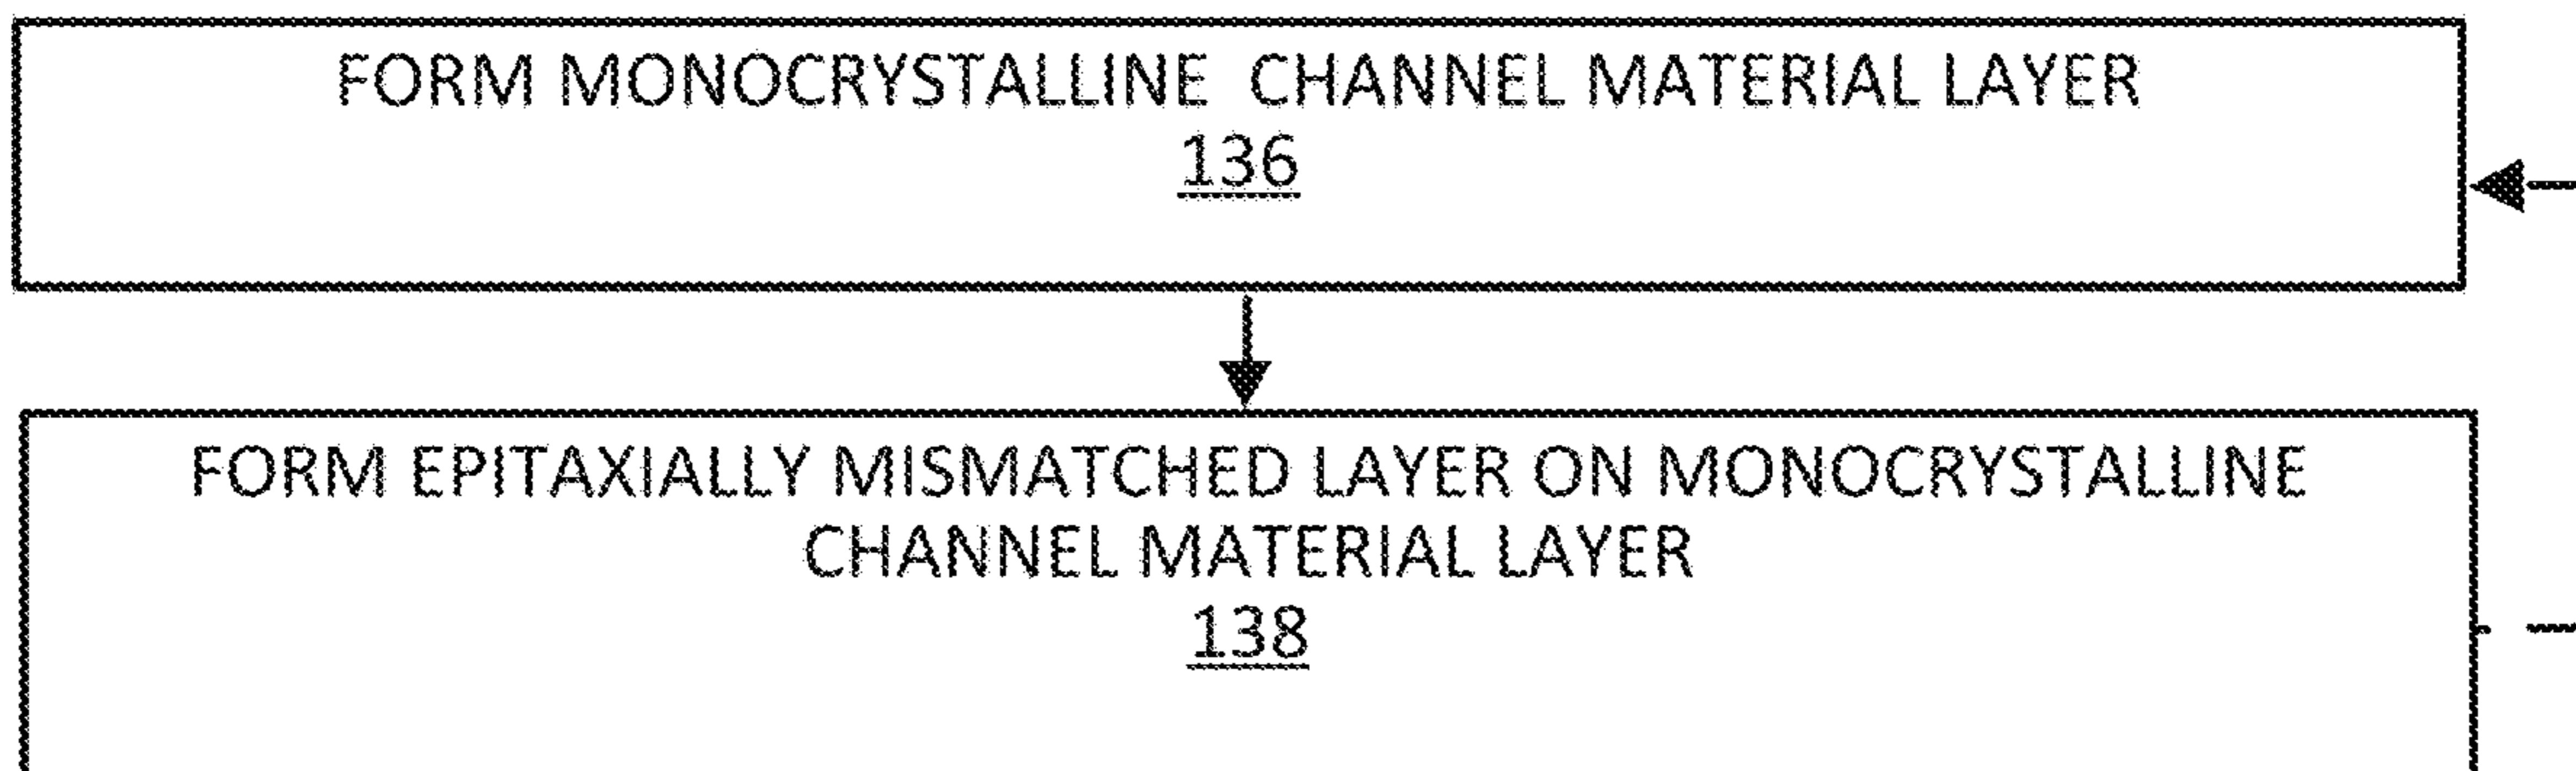 FORM MONOCRYSTALLINE CHANNEL MATERIAL LAYER
136
FORM EPITAXIALLY MISMATCHED LAYER ON MONOCRYSTALLINE
CHANNEL MATERIAL LAYER
138